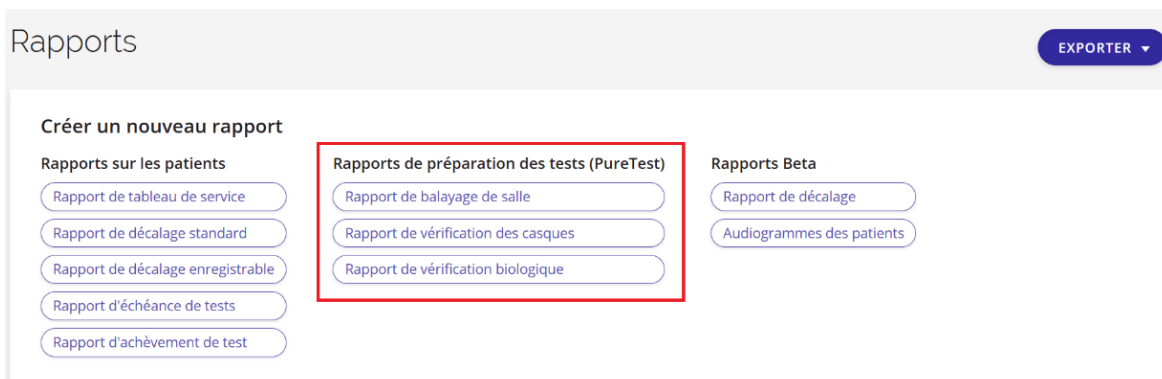 Rapports
EXPORTER
Créer un nouveau rapport
Rapports sur les patients
Rapport de tableau de service
Rapport de décalage standard
Rapport de décalage enregistrable
Rapport d'échéance de tests
Rapport d'achèvement de test
Rapports de préparation des tests (PureTest)
Rapport de balayage de salle
Rapport de vérification des casques
Rapport de vérification biologique
Rapports Beta
Rapport de décalage
Audiogrammes des patients